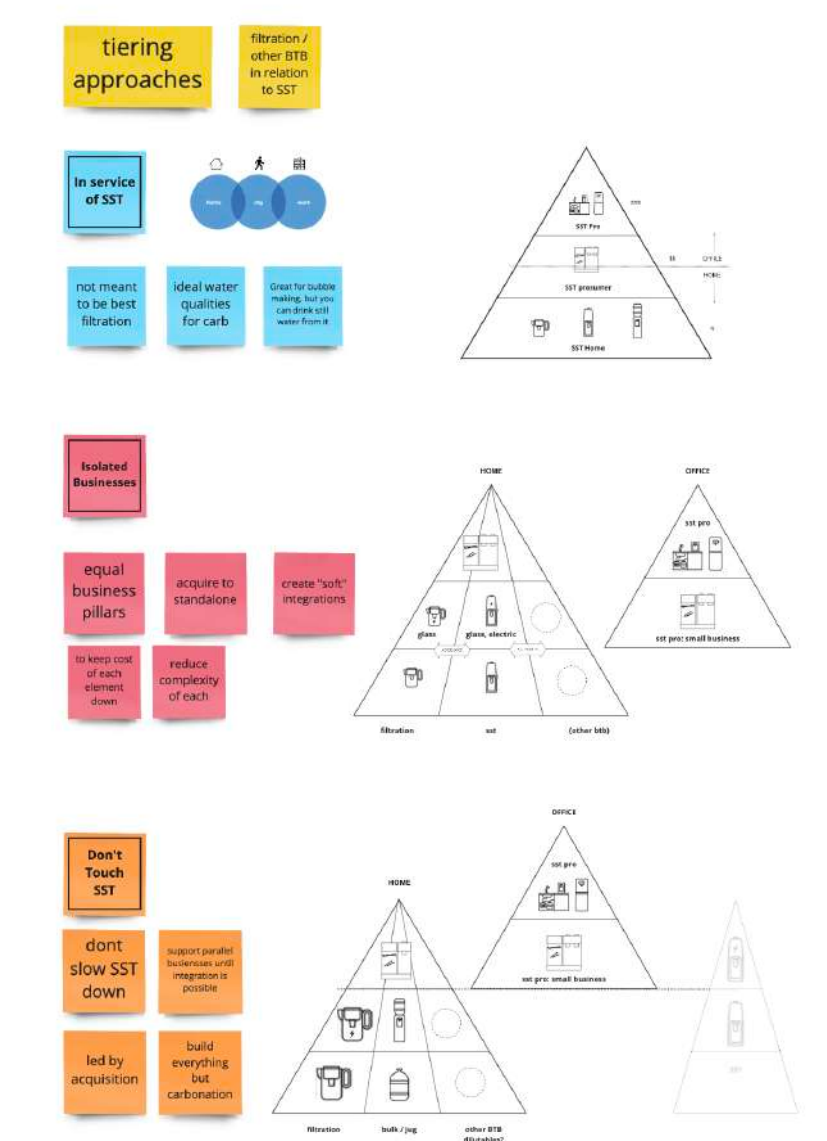 tiering
approaches
filtration /
other BTB
in relation
to SST
In service
of SST
not meant
to be best
filtration
ideal water
qualities
for carb
Great for bubble
making, but you
can drink still
water from it
SST Pro
$$$
$$
OFFICE
HOME
SST prosumer
$
SST Home
Isolated
Businesses
equal
business
pillars
acquire to
standalone
create "soft"
integrations
to keep cost
of each
element
down
reduce
complexity
of each
HOME
glass
glass, electric
filtration
sst
(other btb)
OFFICE
sst pro
sst pro: small business
Don't
Touch
SST
dont
slow SST
down
support parallel
busiensses until
integration is
possible
led by
acquisition
build
everything
but
carbonation
HOME
filtration
bulk / jug
other BTB
dilutables?
OFFICE
sst pro
sst pro: small business